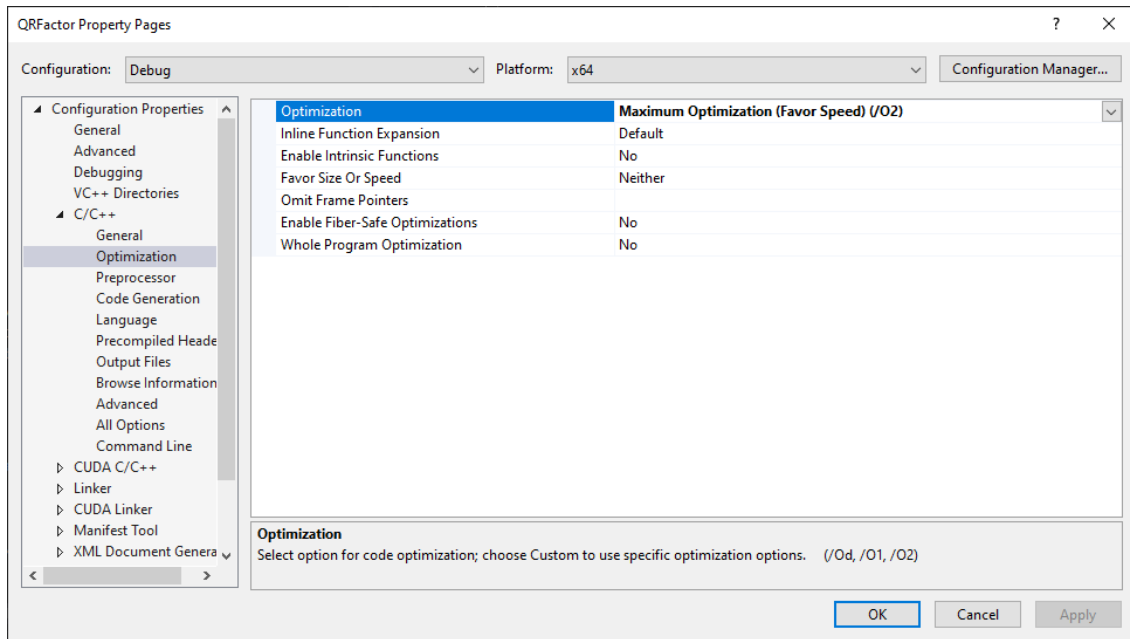 QRFactor Property Pages
? ×
Configuration: Debug Platform: x64 Configuration Manager...
Configuration Properties
General
Advanced
Debugging
VC++ Directories
C/C++
General
Optimization
Preprocessor
Code Generation
Language
Precompiled Heade
Output Files
Browse Information
Advanced
All Options
Command Line
CUDA C/C++
Linker
CUDA Linker
Manifest Tool
XML Document Genera
Optimization Maximum Optimization (Favor Speed) (/O2)
Inline Function Expansion Default
Enable Intrinsic Functions No
Favor Size Or Speed Neither
Omit Frame Pointers
Enable Fiber-Safe Optimizations No
Whole Program Optimization No
Optimization
Select option for code optimization; choose Custom to use specific optimization options. (/Od, /O1, /O2)
OK Cancel Apply